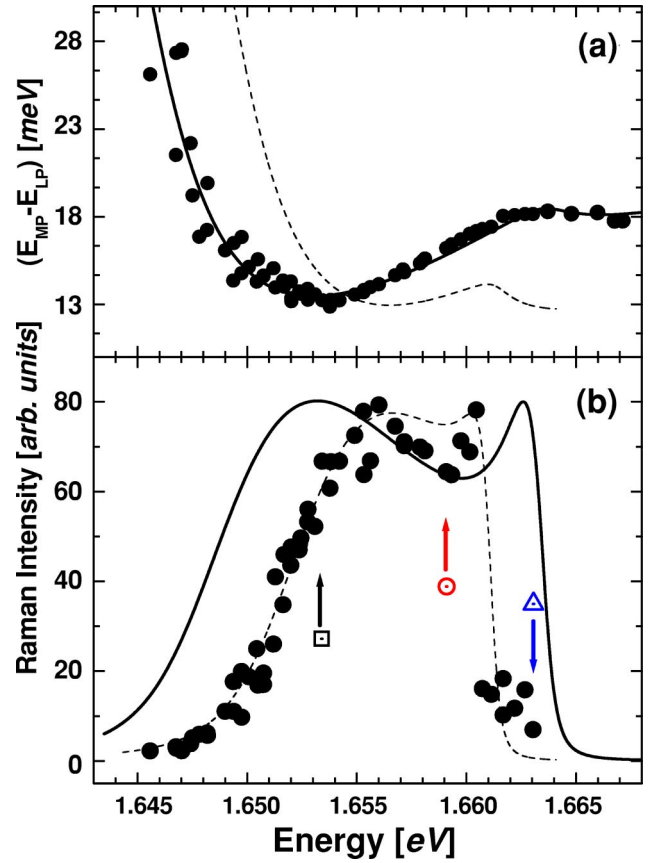 (a)
(E_MP-E_LP) [meV]
28
23
18
13
(b)
Raman Intensity [arb. units]
80
60
40
20
0
1.645 1.650 1.655 1.660 1.665
Energy [eV]